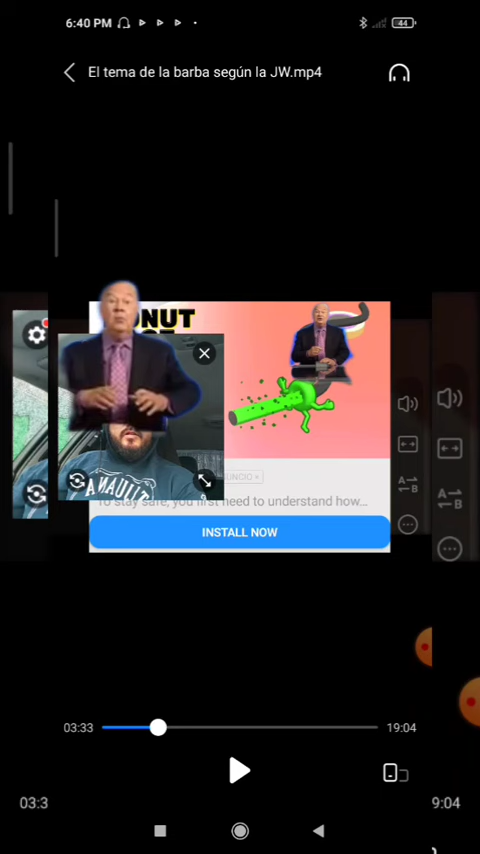 6:40 PM
44
El tema de la barba según la JW.mp4
NUT
NUNCIO
To stay safe, you first need to understand how...
INSTALL NOW
A
B
A
B
03:33
19:04
03:3
9:04